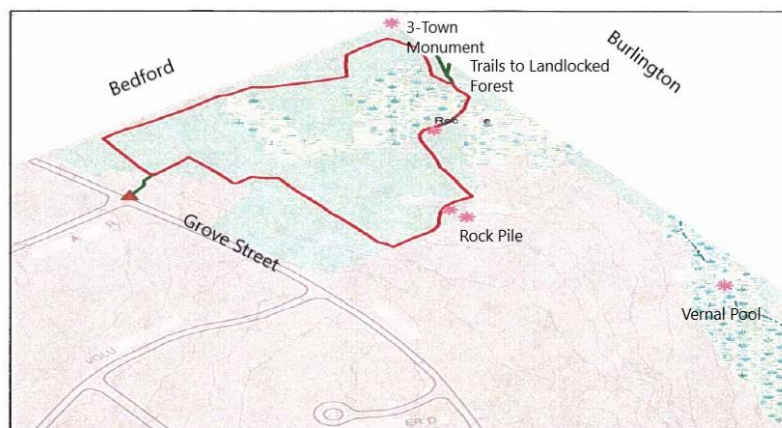 3-Town
Monument
Burlington
Bedford
Trails to Landlocked
Forest
Grove Street
Rock Pile
Vernal Pool